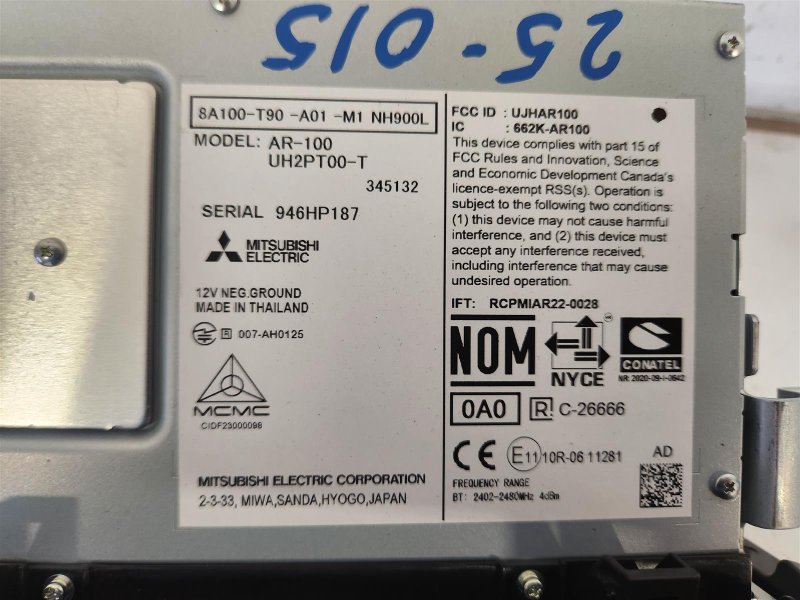 25-015
8A100-T90 -A01 -M1 NH900L
MODEL: AR-100
UH2PT00-T
345132
SERIAL 946HP187
MITSUBISHI
ELECTRIC
12V NEG.GROUND
MADE IN THAILAND
R 007-AH0125
MCMC
CIDF23000098
MITSUBISHI ELECTRIC CORPORATION
2-3-33, MIWA,SANDA,HYOGO,JAPAN
FCC ID : UJHAR100
IC : 662K-AR100
This device complies with part 15 of
FCC Rules and Innovation, Science
and Economic Development Canada's
licence-exempt RSS(s). Operation is
subject to the following two conditions:
(1) this device may not cause harmful
interference, and (2) this device must
accept any interference received,
including interference that may cause
undesired operation.
IFT: RCPMIAR22-0028
NOM
NYCE
CONATEL
NR: 2020-09-I-0642
0A0 R! C-26666
CE E11 10R-06 11281 AD
FREQUENCY RANGE
BT: 2402-2480MHz 4dBm